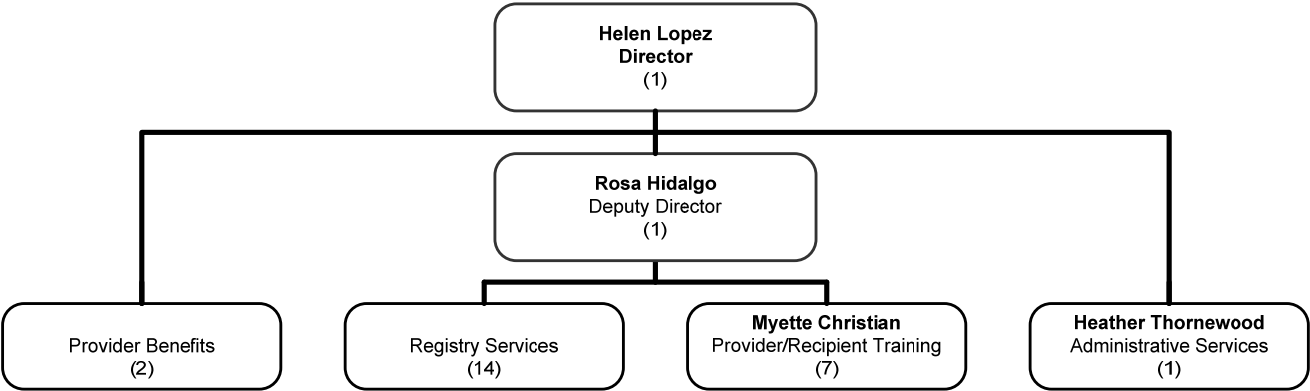 Helen Lopez
Director
(1)
Rosa Hidalgo
Deputy Director
(1)
Provider Benefits
(2)
Registry Services
(14)
Myette Christian
Provider/Recipient Training
(7)
Heather Thornewood
Administrative Services
(1)